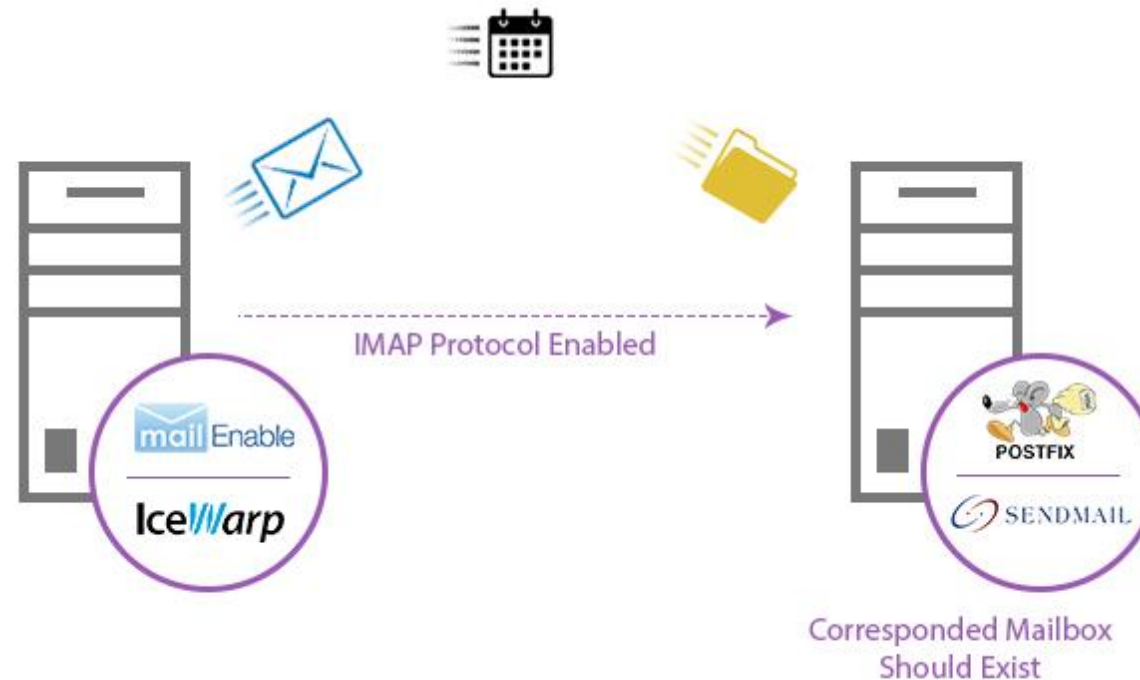 IMAP Protocol Enabled
mail Enable
IceWarp
POSTFIX
SENDMAIL
Corresponded Mailbox
Should Exist